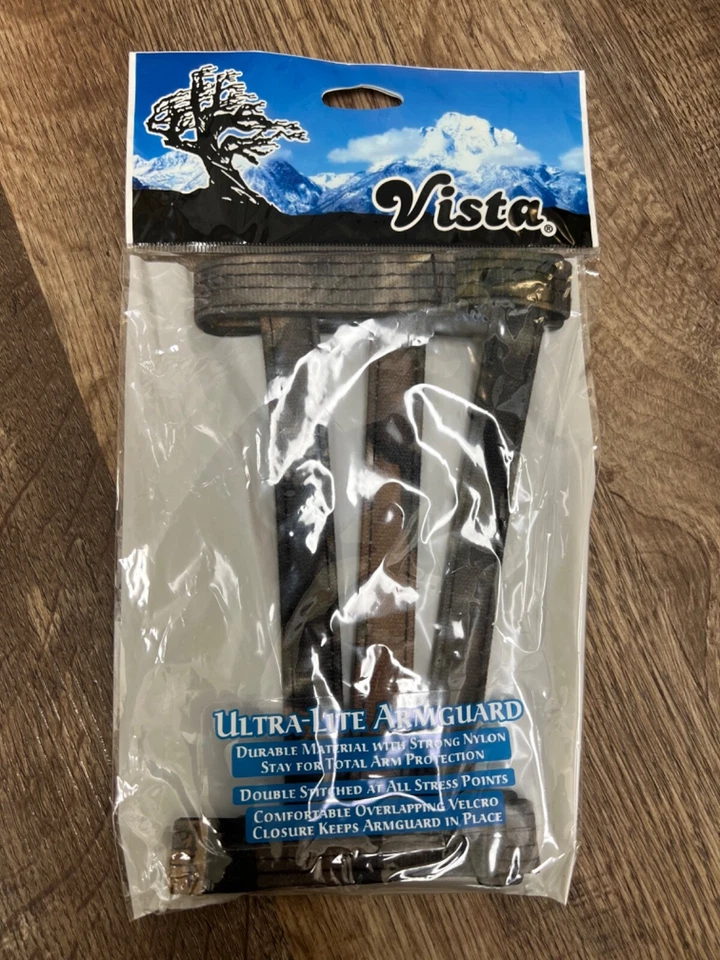 Vista®
ULTRA-LITE ARMGUARD
DURABLE MATERIAL WITH STRONG NYLON
STAY FOR TOTAL ARM PROTECTION
DOUBLE STITCHED AT ALL STRESS POINTS
COMFORTABLE OVERLAPPING VELCRO
CLOSURE KEEPS ARMGUARD IN PLACE